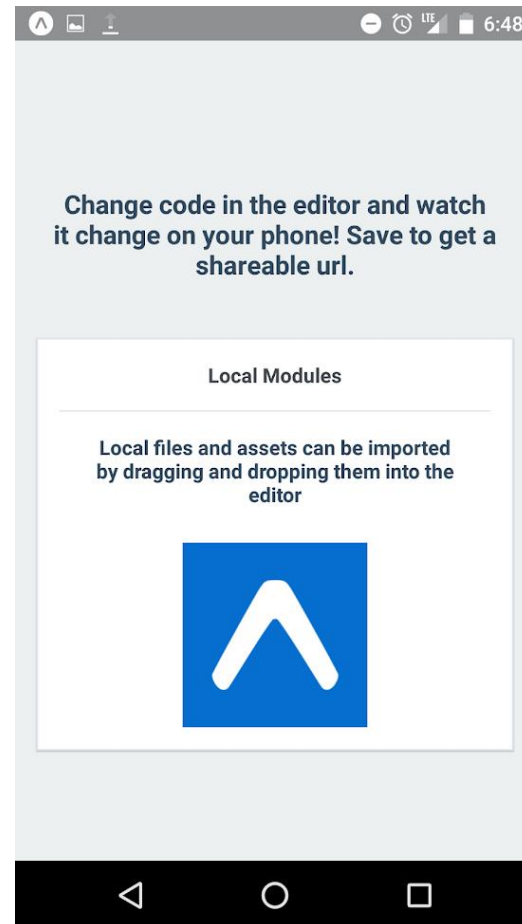 LTE 6:48
Change code in the editor and watch
it change on your phone! Save to get a
shareable url.
Local Modules
Local files and assets can be imported
by dragging and dropping them into the
editor